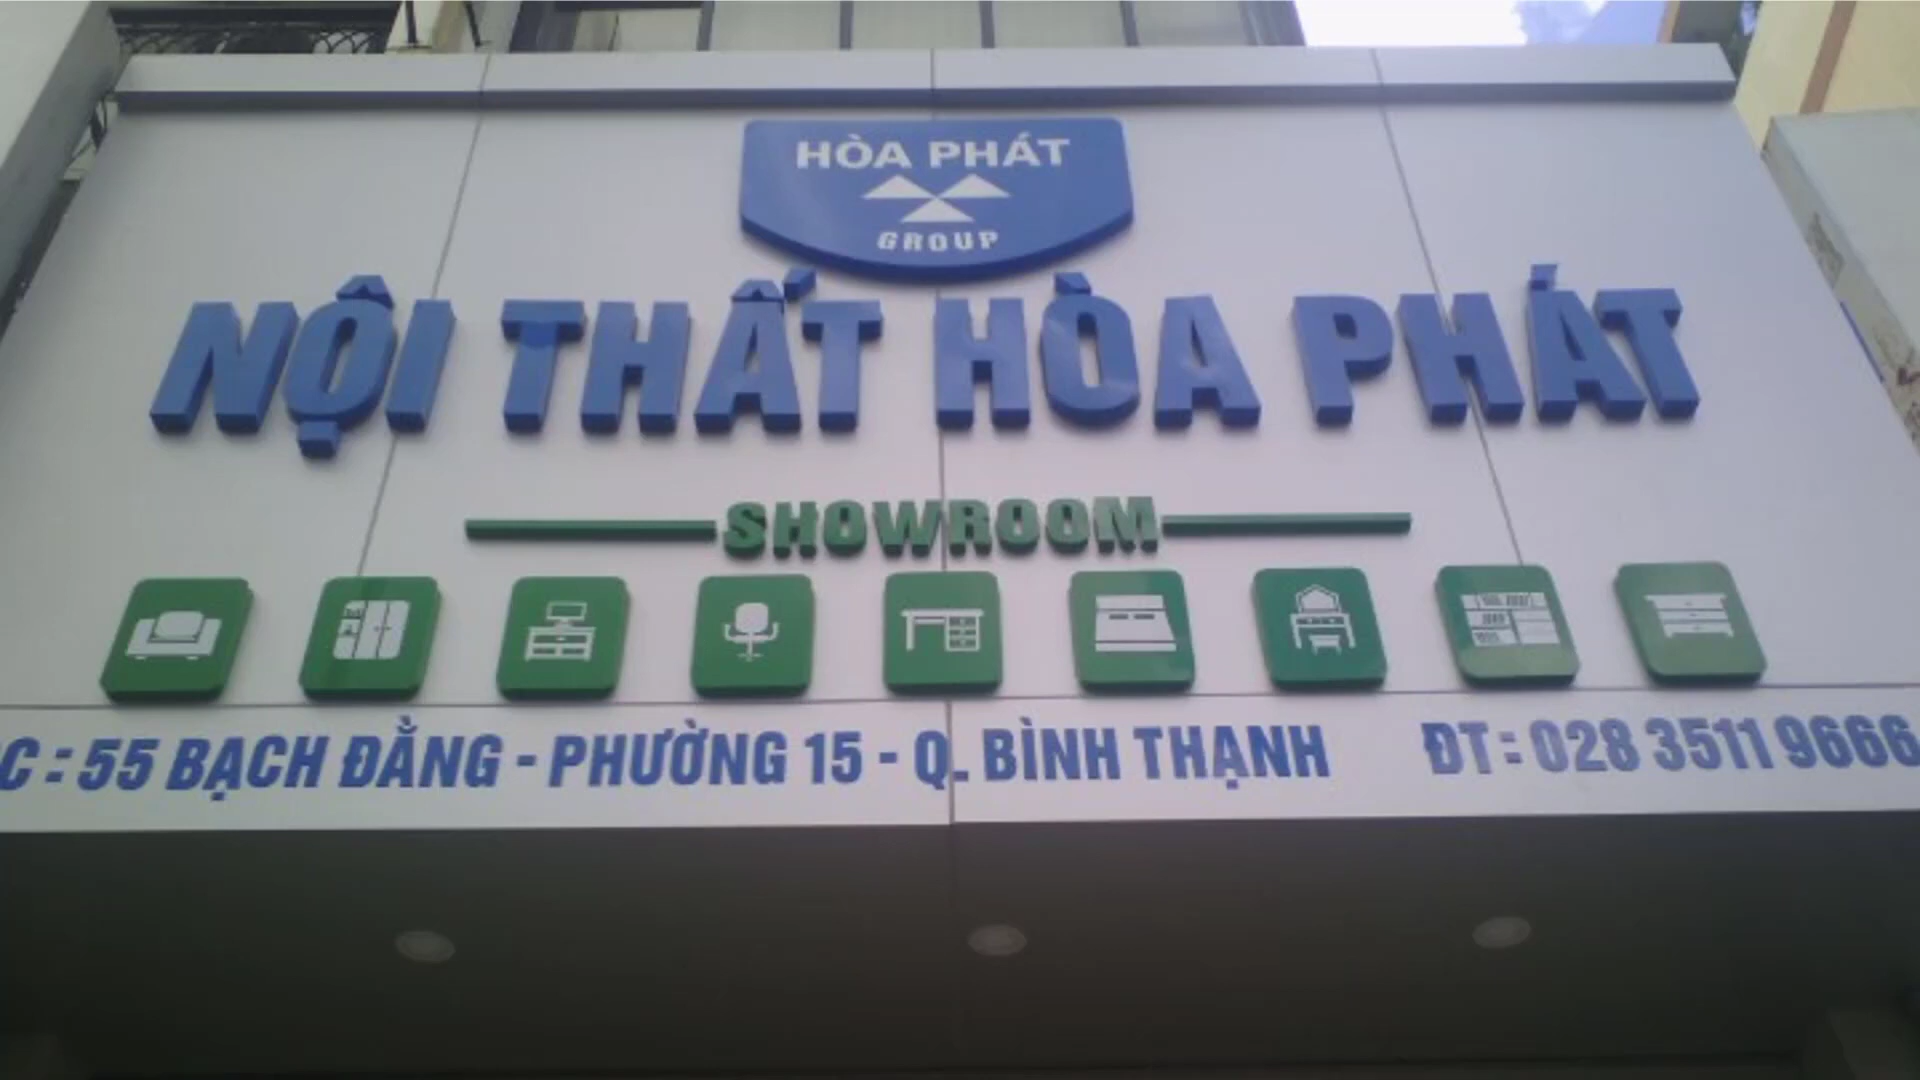 HÒA PHÁT
GROUP
NỘI THẤT HÒA PHÁT
SHOWROOM
ĐC : 55 BẠCH ĐẰNG - PHƯỜNG 15 - Q. BÌNH THẠNH ĐT : 028 3511 9666